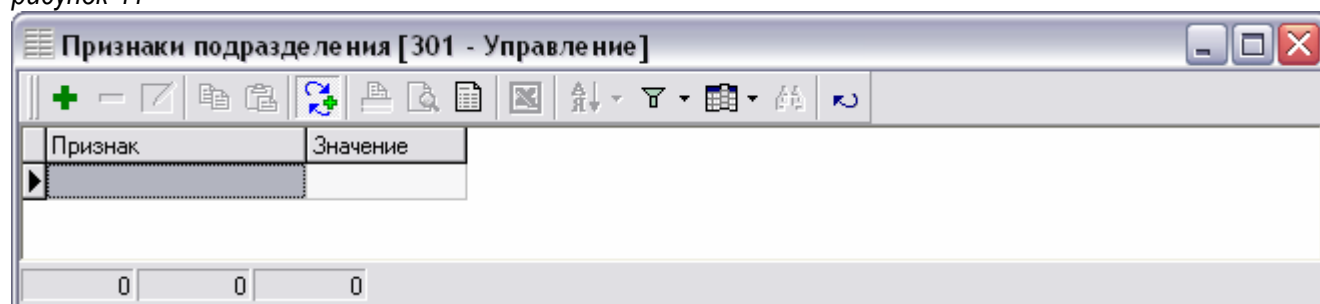 рисунок 11
Признаки подразделения [301 - Управление]
Признак Значение
0 0 0